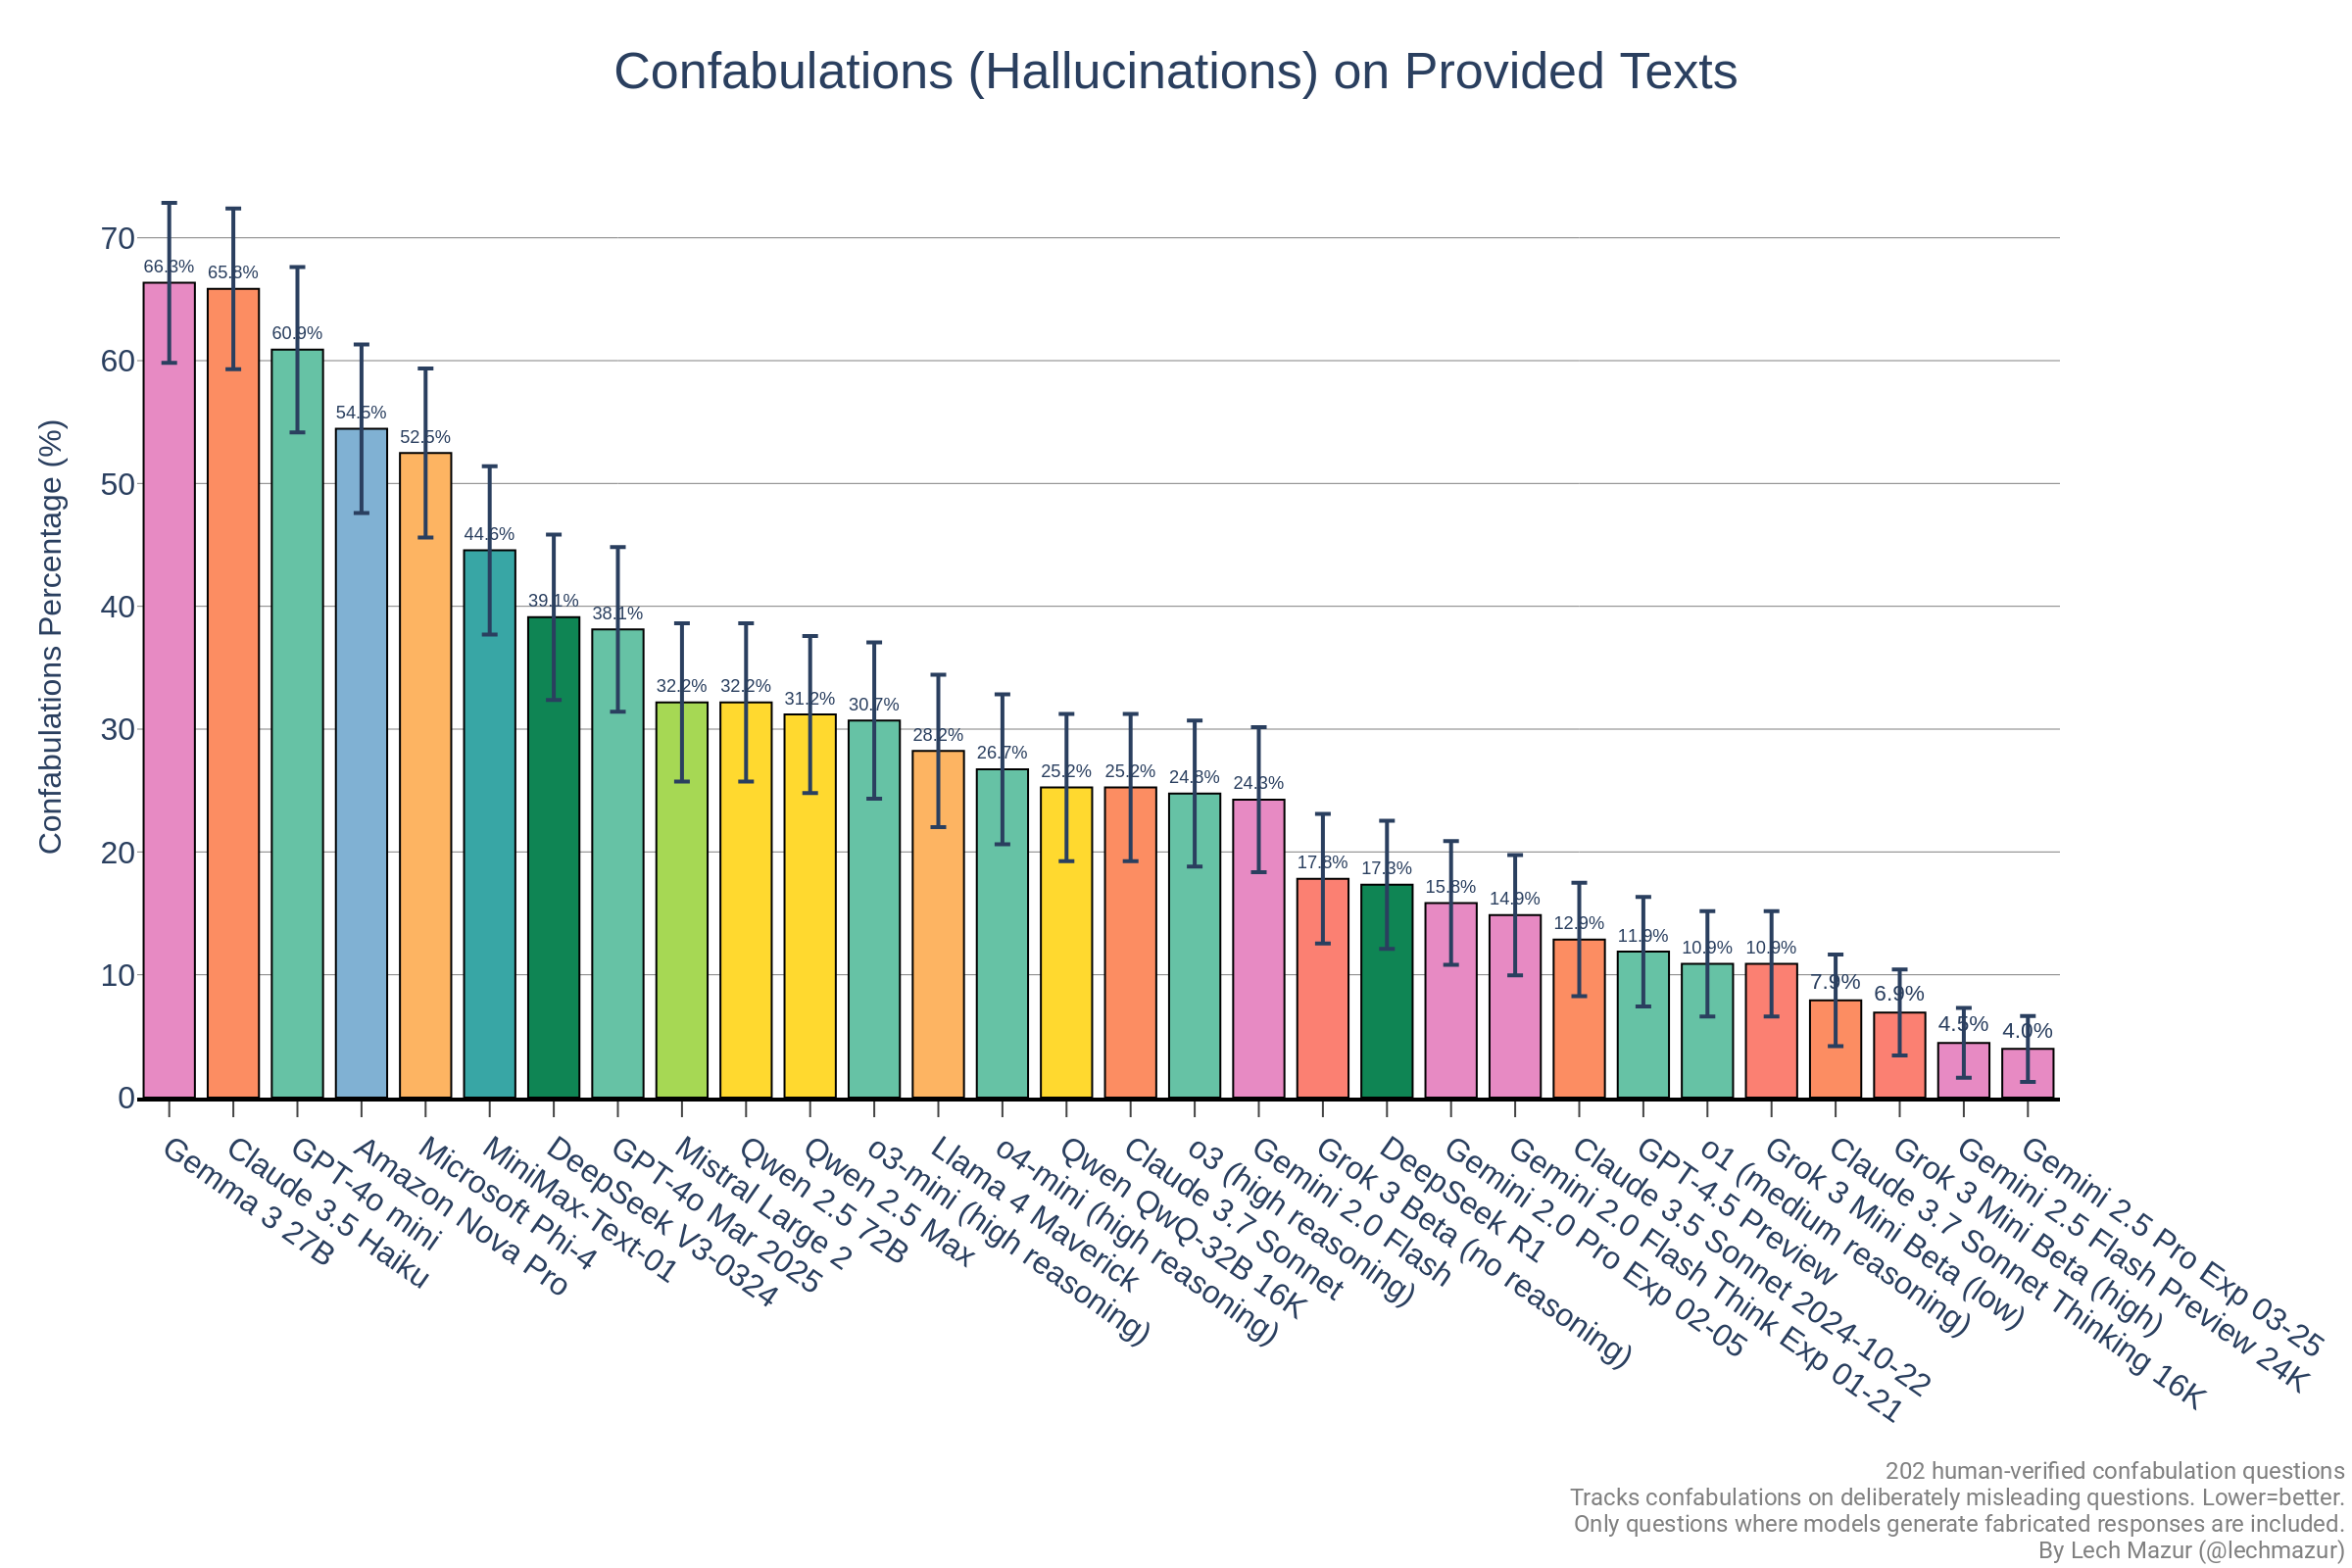 Confabulations (Hallucinations) on Provided Texts
Confabulations Percentage (%)
70
60
50
40
30
20
10
0
66.3%
65.8%
60.9%
54.5%
52.5%
44.6%
39.1%
38.1%
32.2%
32.2%
31.2%
30.7%
28.2%
26.7%
25.2%
25.2%
24.8%
24.3%
17.8%
17.3%
15.8%
14.9%
12.9%
11.9%
10.9%
10.9%
7.9%
6.9%
4.5%
4.0%
Gemma 3 27B
Claude 3.5 Haiku
GPT-4o mini
Amazon Nova Pro
Microsoft Phi-4
MiniMax-Text-01
DeepSeek V3-0324
GPT-4o Mar 2025
Mistral Large 2
Qwen 2.5 72B
Qwen 2.5 Max
o3-mini (high reasoning)
Llama 4 Maverick
o4-mini (high reasoning)
Qwen QwQ-32B 16K
Claude 3.7 Sonnet
o3 (high reasoning)
Gemini 2.0 Flash
Grok 3 Beta (no reasoning)
DeepSeek R1
Gemini 2.0 Pro Exp 02-05
Gemini 2.0 Flash Think Exp 01-21
Claude 3.5 Sonnet 2024-10-22
GPT-4.5 Preview
o1 (medium reasoning)
Grok 3 Mini Beta (low)
Claude 3.7 Sonnet Thinking 16K
Grok 3 Mini Beta (high)
Gemini 2.5 Flash Preview 24K
Gemini 2.5 Pro Exp 03-25
202 human-verified confabulation questions
Tracks confabulations on deliberately misleading questions. Lower=better.
Only questions where models generate fabricated responses are included.
By Lech Mazur (@lechmazur)